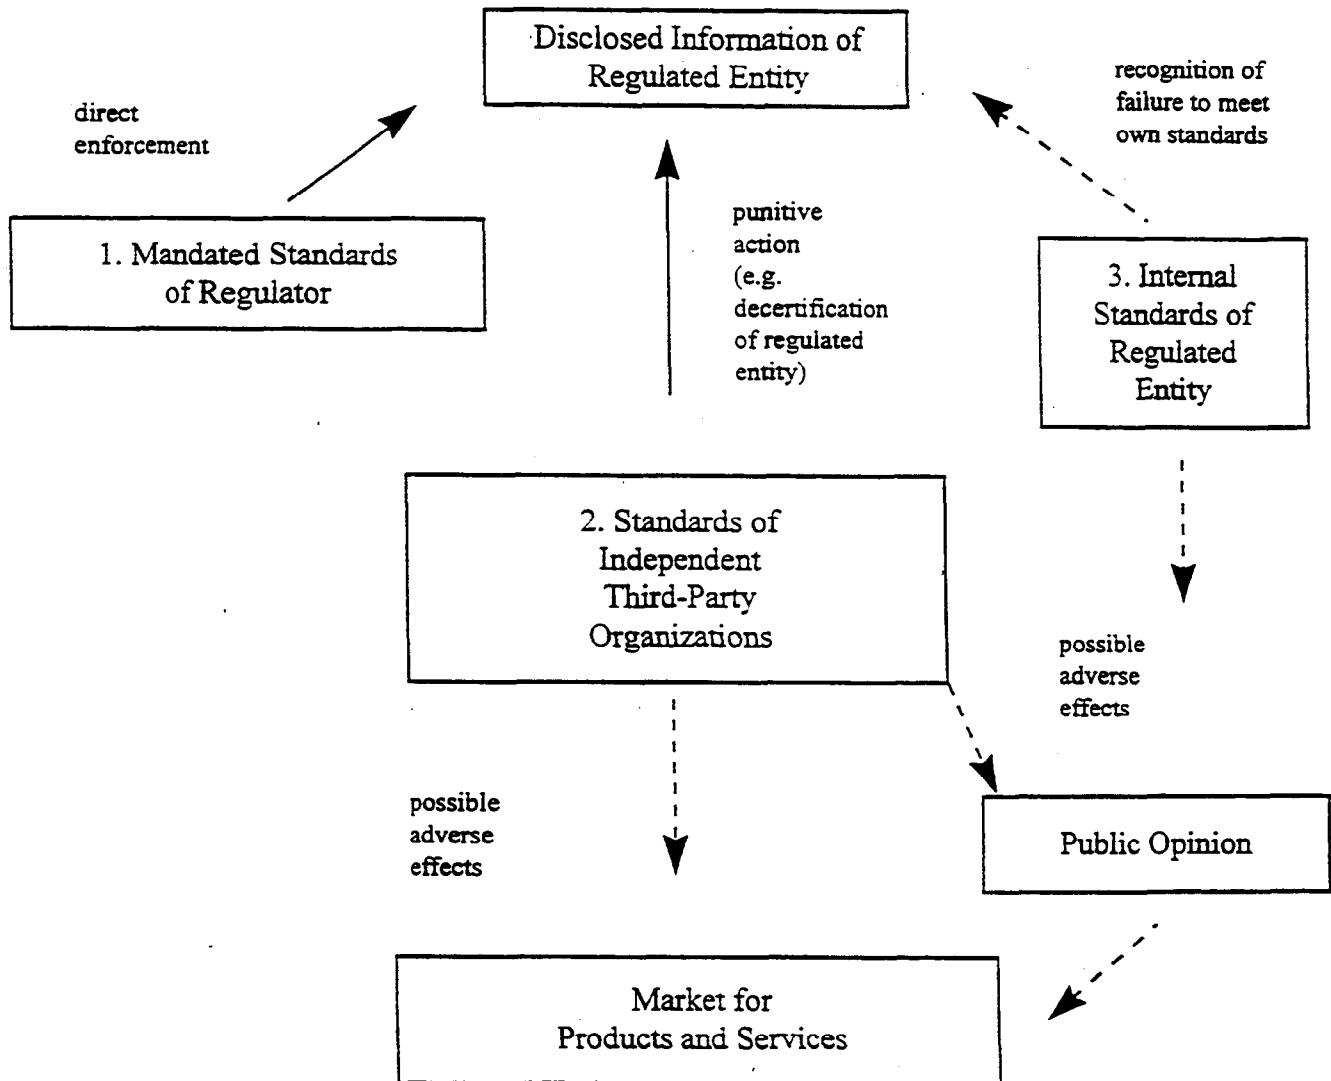 Disclosed Information of
Regulated Entity
direct
enforcement
recognition of
failure to meet
own standards
1. Mandated Standards
of Regulator
punitive
action
(e.g.
decertification
of regulated
entity)
3. Internal
Standards of
Regulated
Entity
2. Standards of
Independent
Third-Party
Organizations
possible
adverse
effects
possible
adverse
effects
Public Opinion
Market for
Products and Services